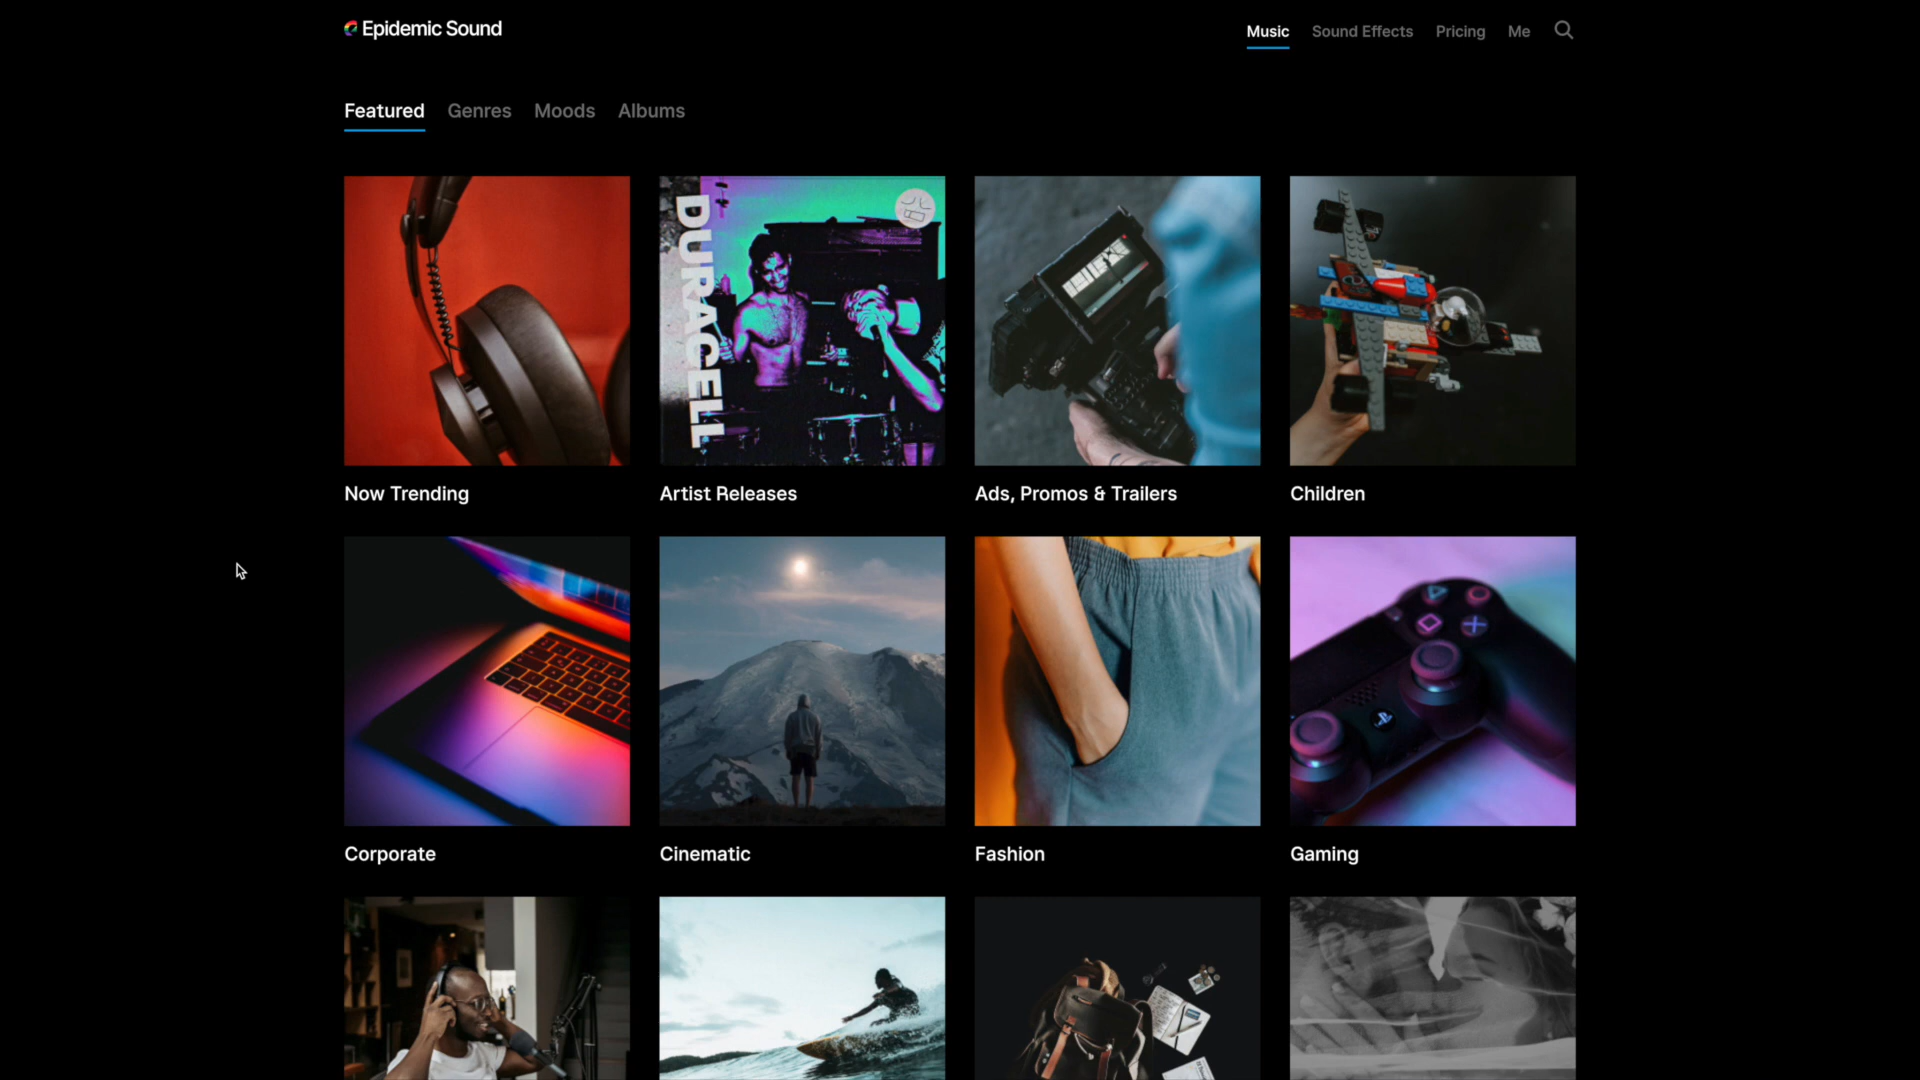 Epidemic Sound
Music Sound Effects Pricing Me
Featured Genres Moods Albums
DURACELL
Now Trending
Artist Releases
Ads, Promos & Trailers
Children
Corporate
Cinematic
Fashion
Gaming